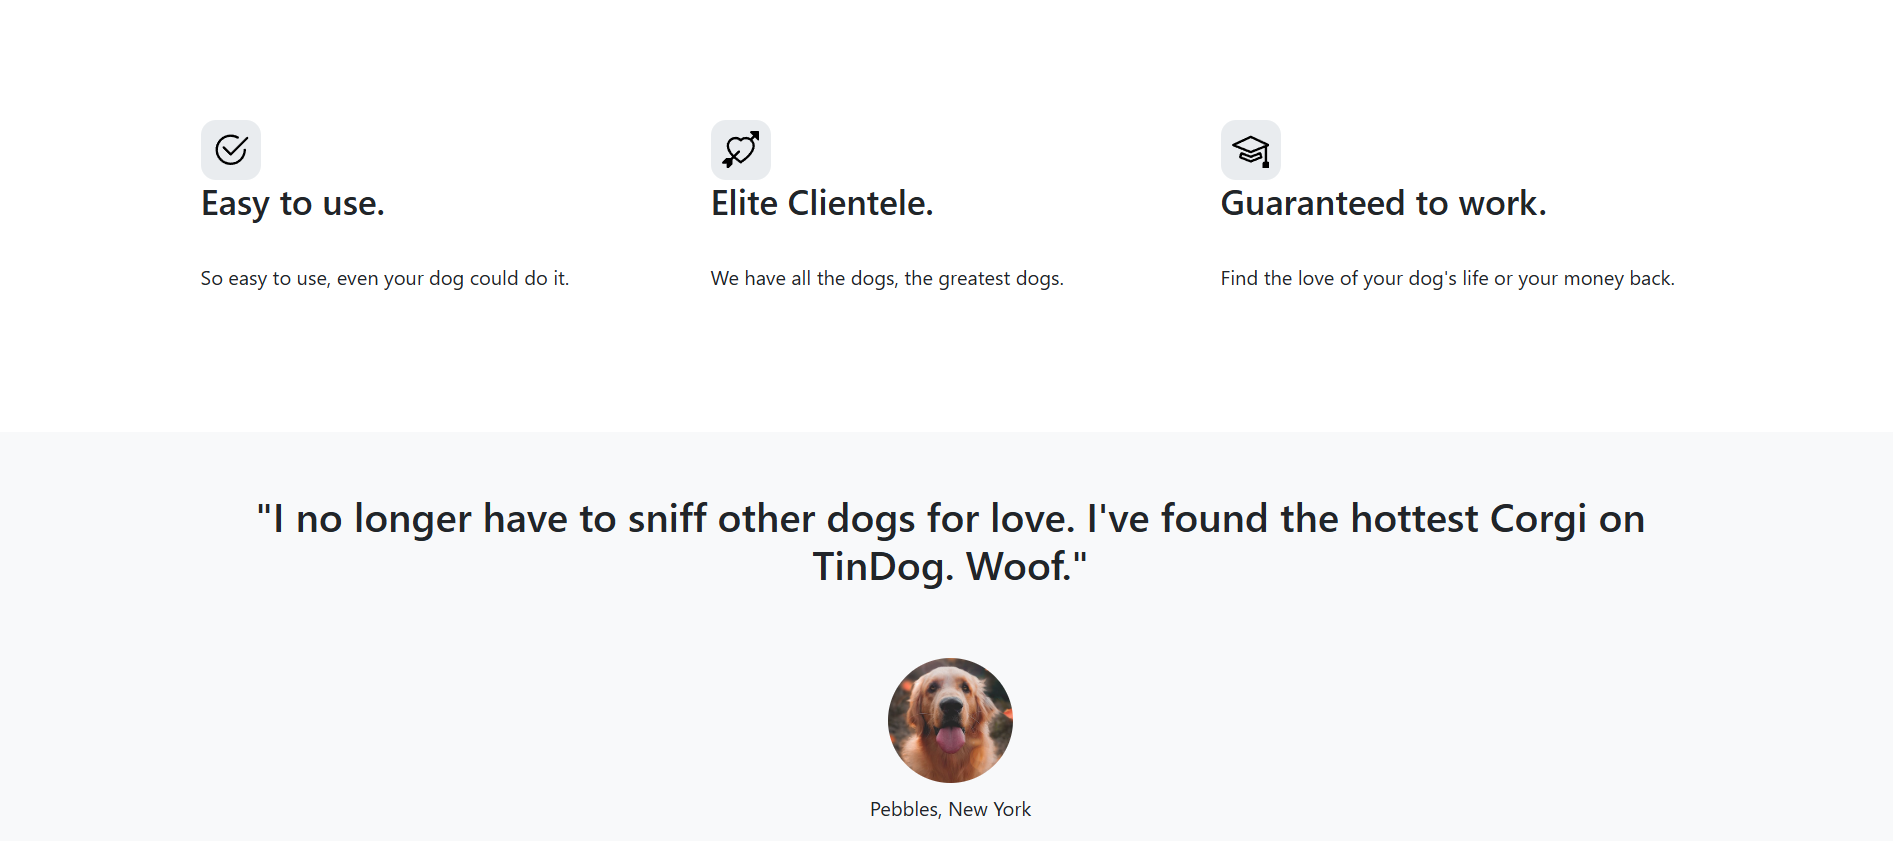 Easy to use.
Elite Clientele.
Guaranteed to work.
So easy to use, even your dog could do it.
We have all the dogs, the greatest dogs.
Find the love of your dog's life or your money back.
"I no longer have to sniff other dogs for love. I've found the hottest Corgi on
TinDog. Woof."
Pebbles, New York